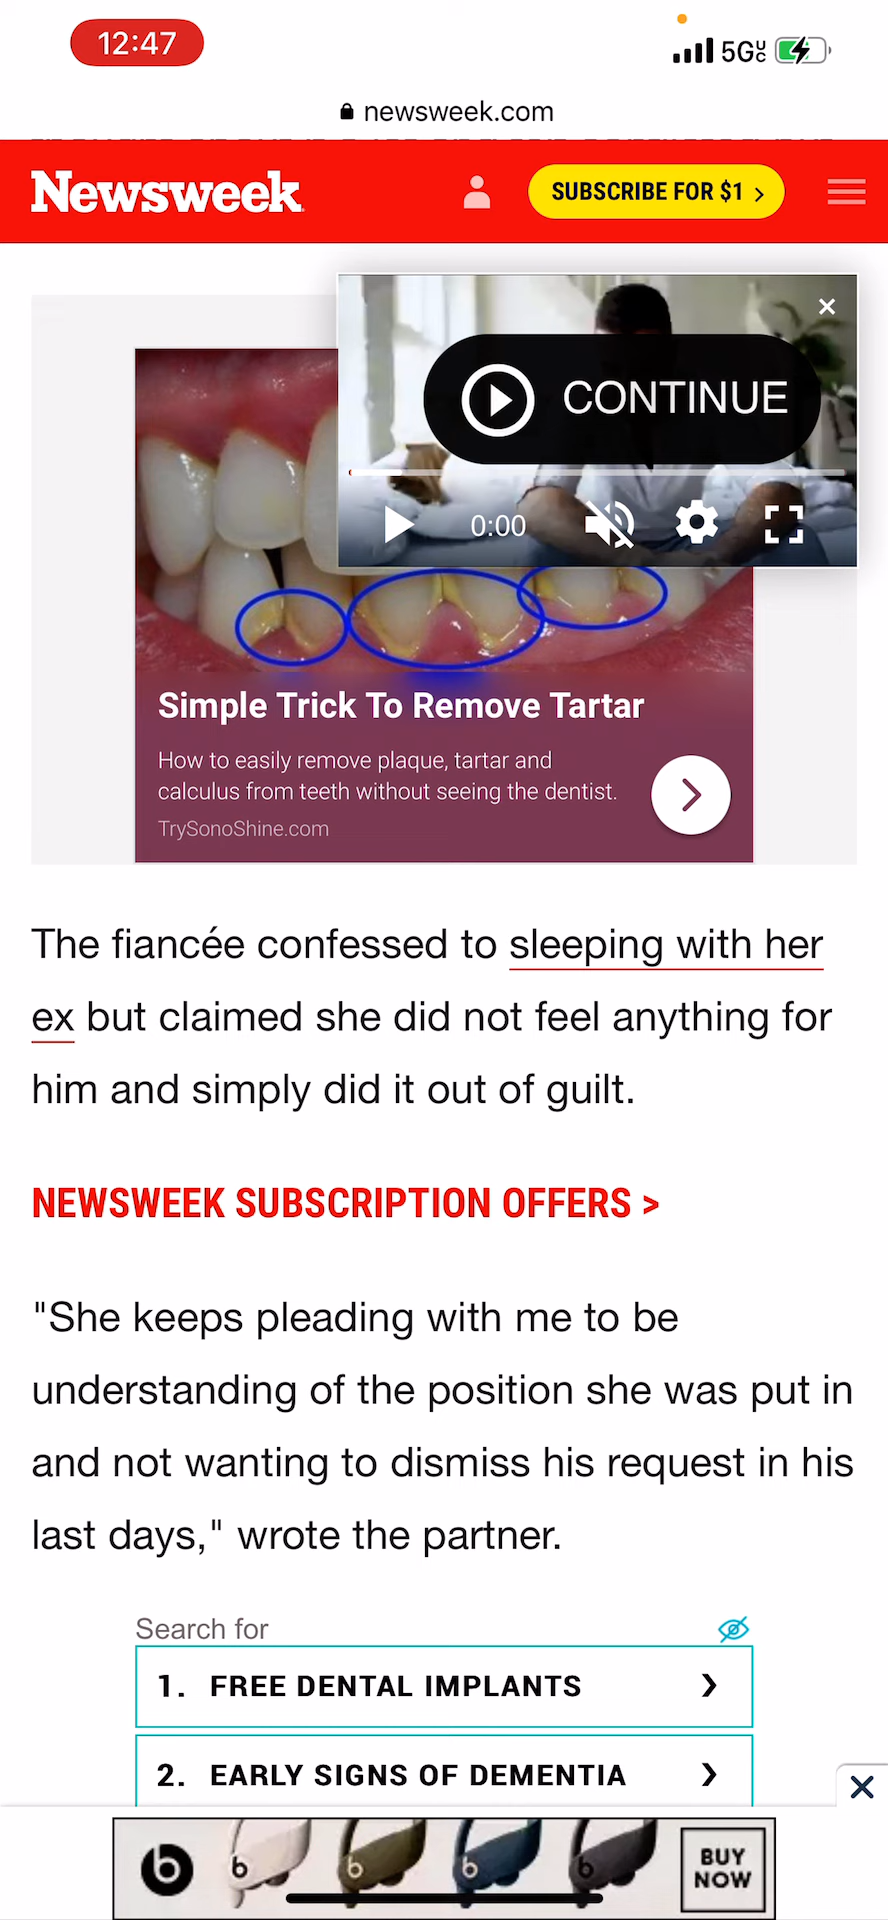 12:47
5G UC
newsweek.com
Newsweek
SUBSCRIBE FOR $1 >
CONTINUE
0:00
Simple Trick To Remove Tartar
How to easily remove plaque, tartar and
calculus from teeth without seeing the dentist.
TrySonoShine.com
The fiancée confessed to sleeping with her
ex but claimed she did not feel anything for
him and simply did it out of guilt.
NEWSWEEK SUBSCRIPTION OFFERS >
"She keeps pleading with me to be
understanding of the position she was put in
and not wanting to dismiss his request in his
last days," wrote the partner.
Search for
1. FREE DENTAL IMPLANTS
2. EARLY SIGNS OF DEMENTIA
b b b b b
BUY
NOW